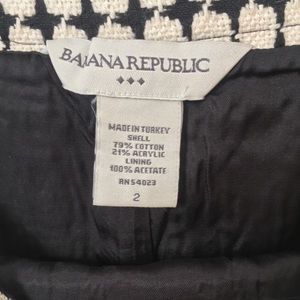 BANANA REPUBLIC
MADE IN TURKEY
SHELL
79% COTTON
21% ACRYLIC
LINING
100% ACETATE
RN 54023
2